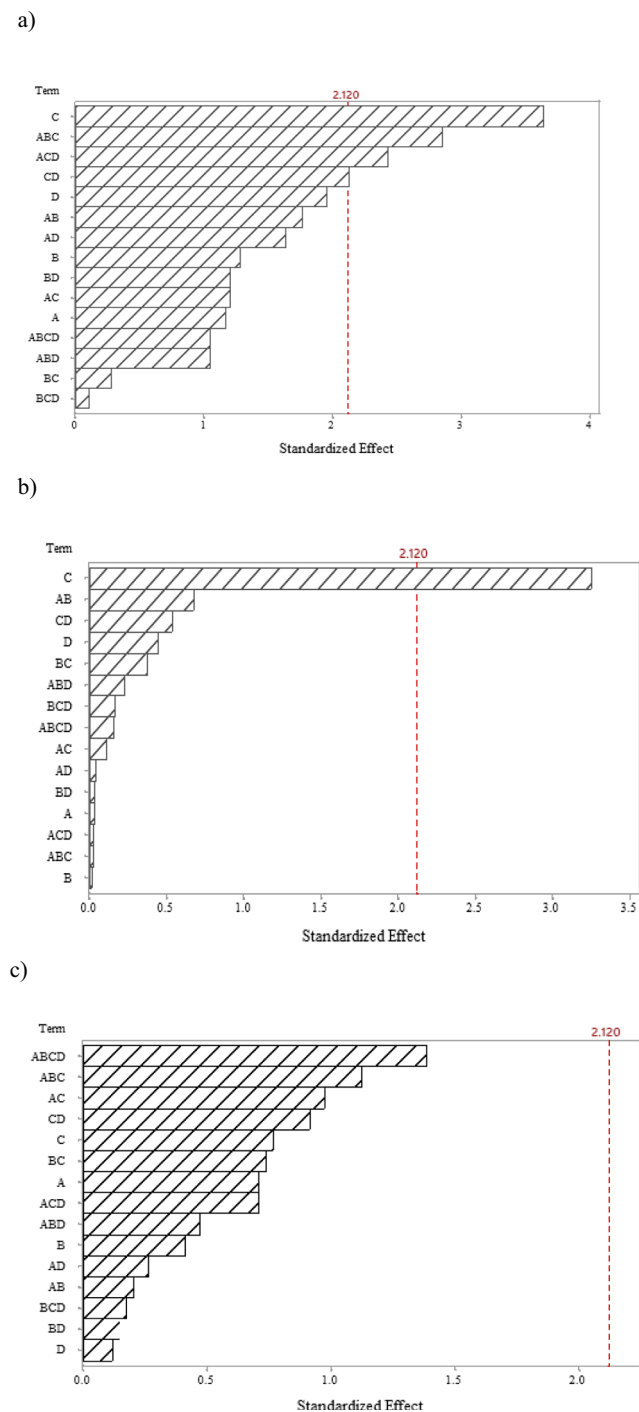 a)
2.120
Term
C
ABC
ACD
CD
D
AB
AD
B
BD
AC
A
ABCD
ABD
BC
BCD
0 1 2 3 4
Standardized Effect
b)
2.120
Term
C
AB
CD
D
BC
ABD
BCD
ABCD
AC
AD
BD
A
ACD
ABC
B
0.0 0.5 1.0 1.5 2.0 2.5 3.0 3.5
Standardized Effect
c)
2.120
Term
ABCD
ABC
AC
CD
C
BC
A
ACD
ABD
B
AD
AB
BCD
BD
D
0.0 0.5 1.0 1.5 2.0
Standardized Effect